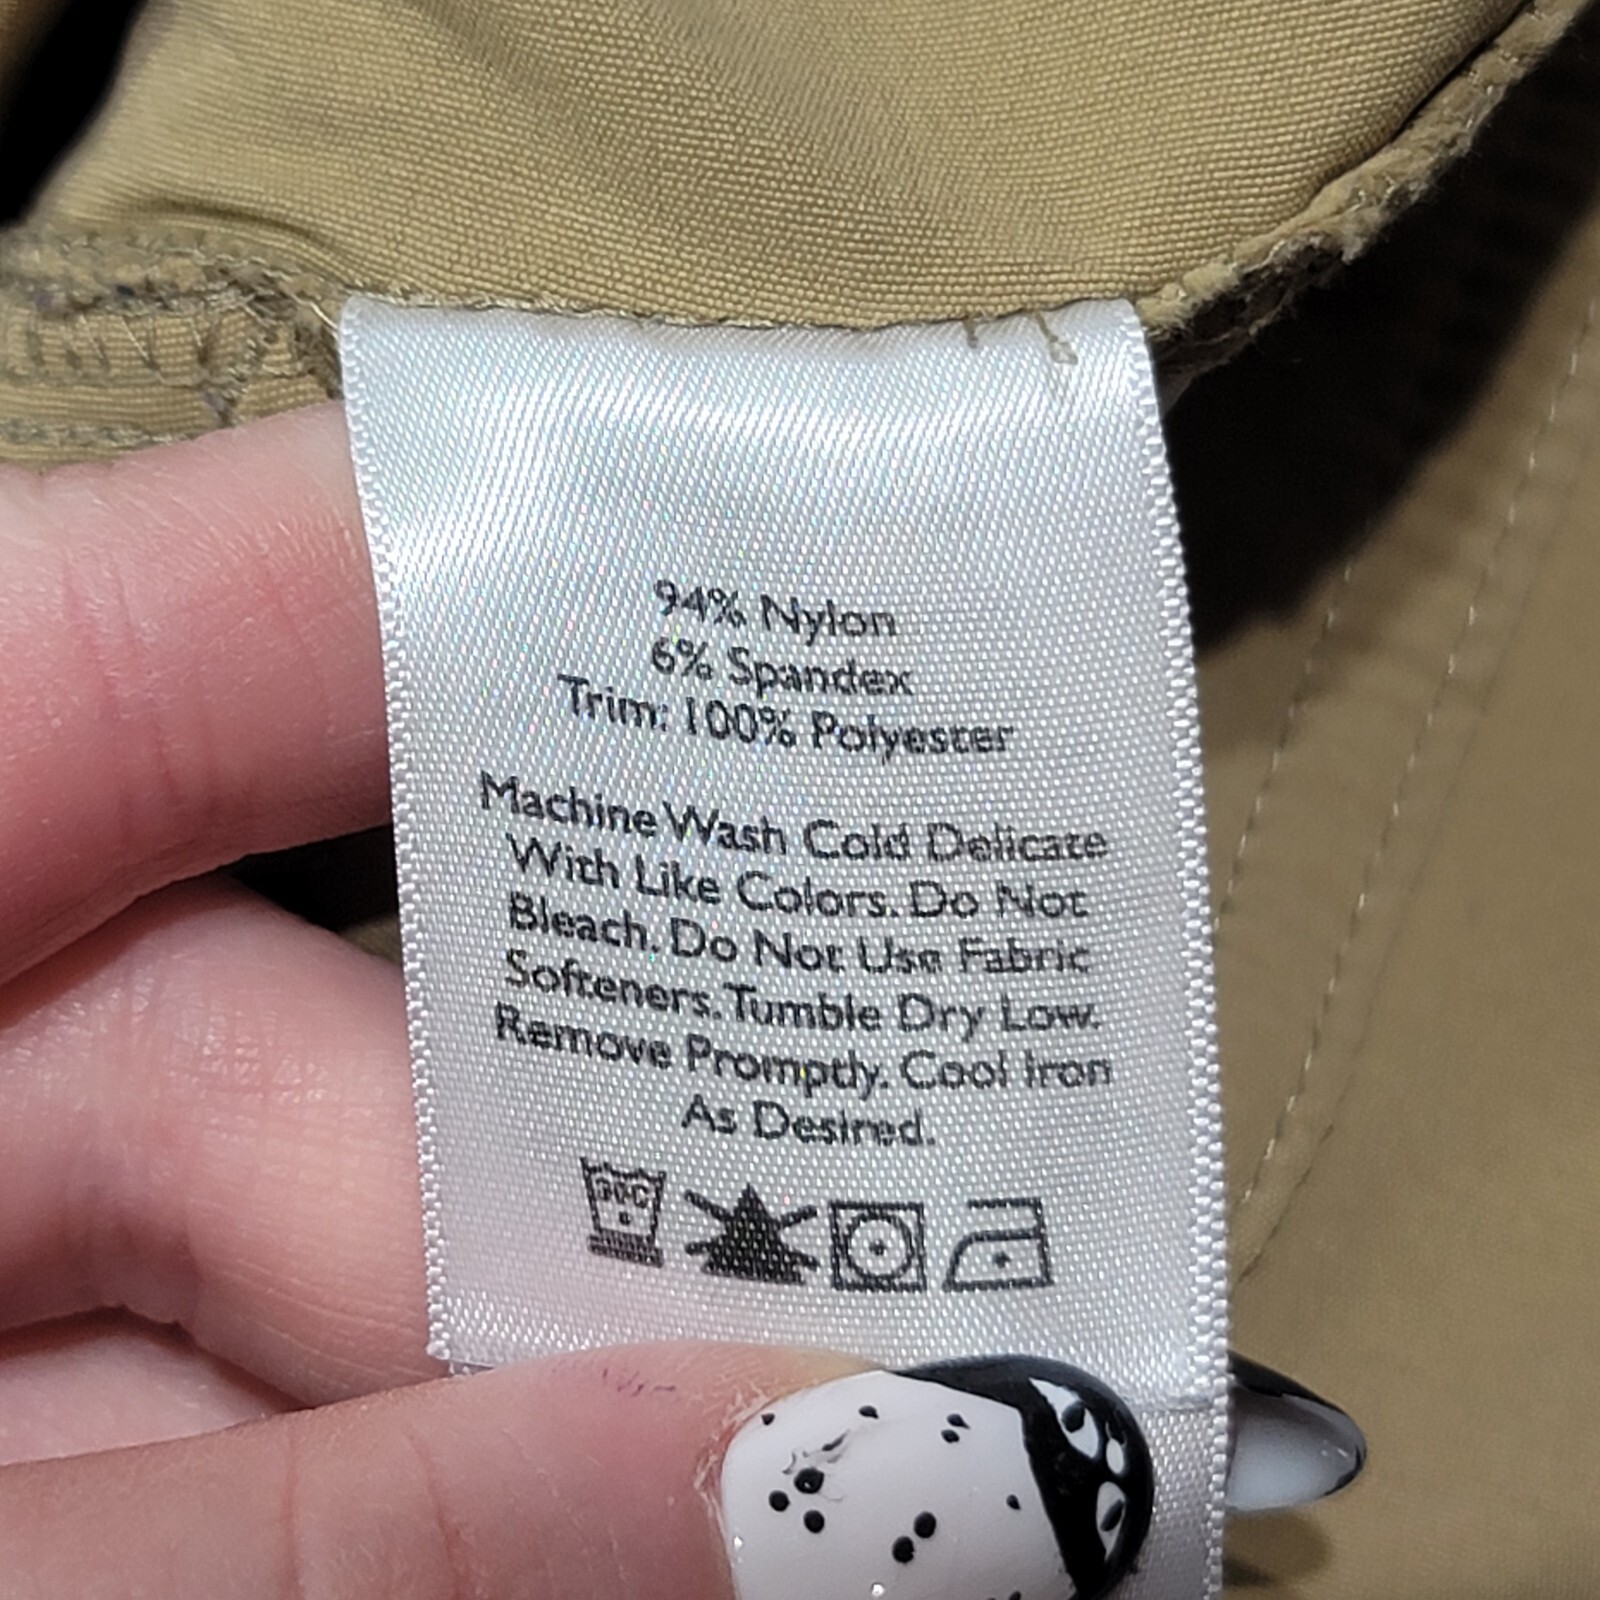 94% Nylon
6% Spandex
Trim: 100% Polyester
Machine Wash Cold Delicate
With Like Colors. Do Not
Bleach. Do Not Use Fabric
Softeners. Tumble Dry Low.
Remove Promptly. Cool Iron
As Desired.
30C